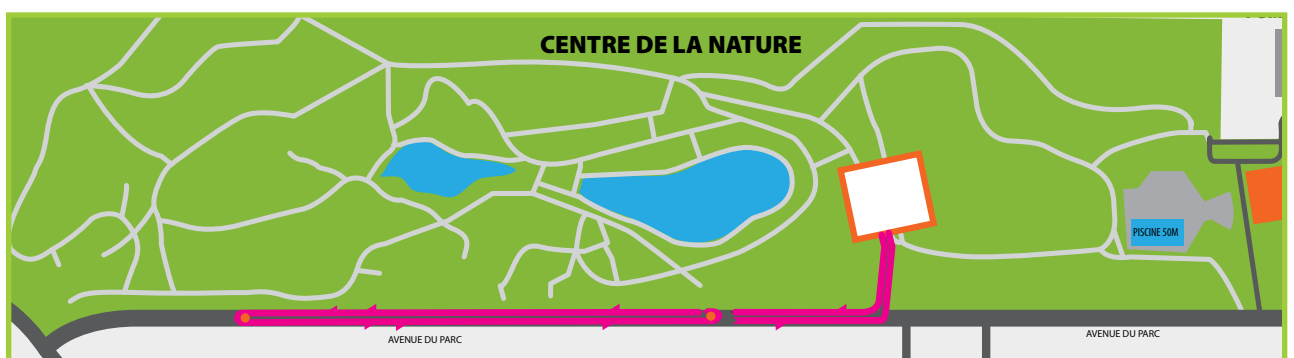 CENTRE DE LA NATURE
PISCINE 50M
AVENUE DU PARC
AVENUE DU PARC